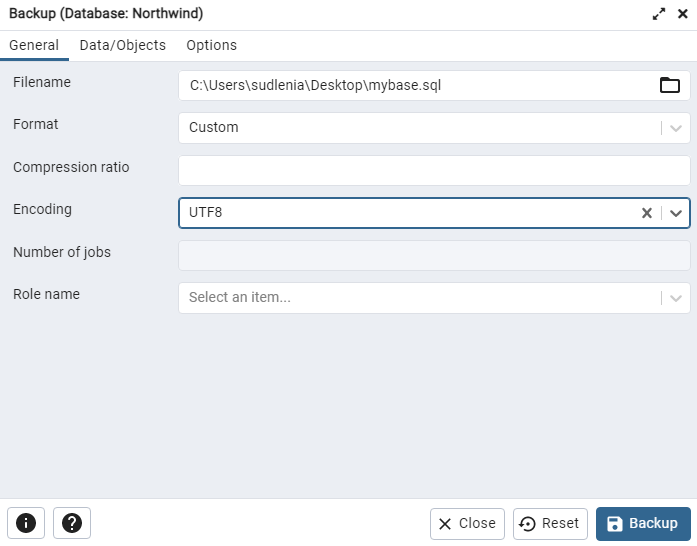 Backup (Database: Northwind)
General Data/Objects Options
Filename C:\Users\sudlenia\Desktop\mybase.sql
Format Custom
Compression ratio
Encoding UTF8
Number of jobs
Role name Select an item...
Close Reset Backup